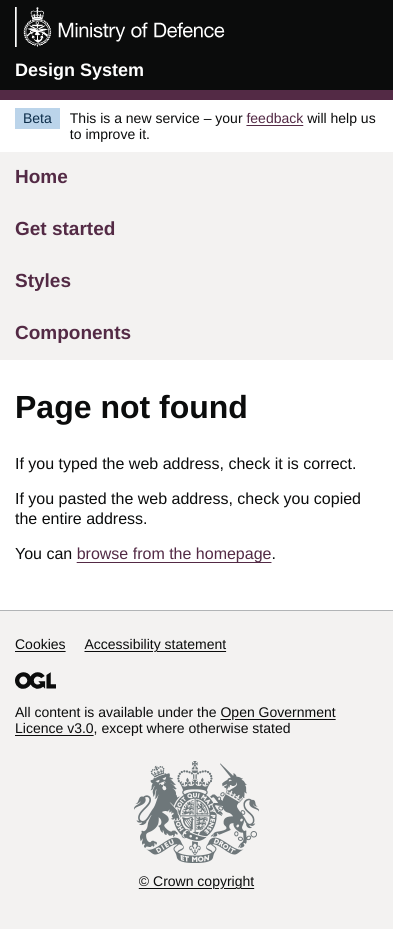 Ministry of Defence
Design System
Beta
This is a new service – your feedback will help us
to improve it.
Home
Get started
Styles
Components
Page not found
If you typed the web address, check it is correct.
If you pasted the web address, check you copied
the entire address.
You can browse from the homepage.
Cookies Accessibility statement
OGL
All content is available under the Open Government
Licence v3.0, except where otherwise stated
DIEU ET MON DROIT
© Crown copyright